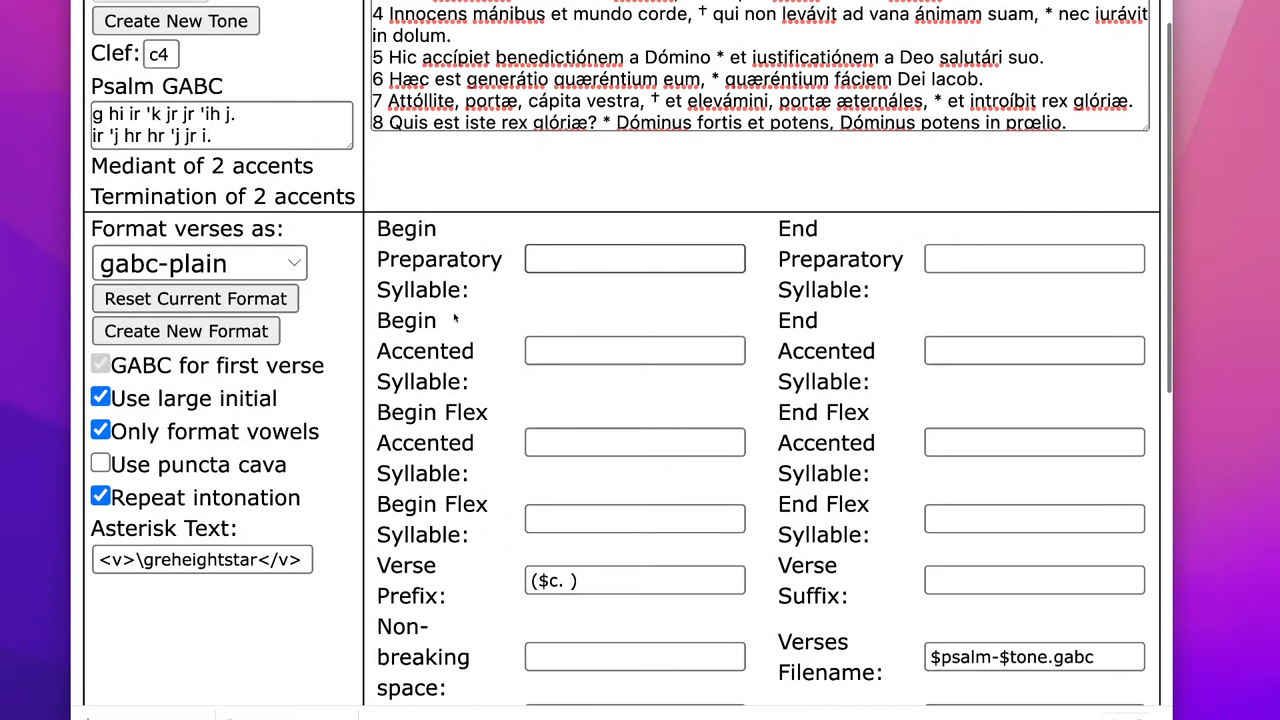 Create New Tone
Clef: c4
Psalm GABC
g hi ir 'k jr jr 'ih j.
ir 'j hr hr 'j jr i.
Mediant of 2 accents
Termination of 2 accents
4 Innocens mánibus et mundo corde, † qui non levávit ad vana ánimam suam, * nec iurávit
in dolum.
5 Hic accípiet benedictiónem a Dómino * et iustificatiónem a Deo salutári suo.
6 Hæc est generátio quæréntium eum, * quæréntium fáciem Dei Iacob.
7 Attóllite, portæ, cápita vestra, † et elevámini, portæ æternáles, * et introíbit rex glóriæ.
8 Quis est iste rex glóriæ? * Dóminus fortis et potens, Dóminus potens in prœlio.
Format verses as:
gabc-plain
Reset Current Format
Create New Format
GABC for first verse
Use large initial
Only format vowels
Use puncta cava
Repeat intonation
Asterisk Text:
<v>\greheightstar</v>
Begin
Preparatory
Syllable:
End
Preparatory
Syllable:
Begin
Accented
Syllable:
End
Accented
Syllable:
Begin Flex
Accented
Syllable:
End Flex
Accented
Syllable:
Begin Flex
Syllable:
End Flex
Syllable:
Verse
Prefix:
($c. )
Verse
Suffix:
Non-
breaking
space:
Verses
Filename:
$psalm-$tone.gabc